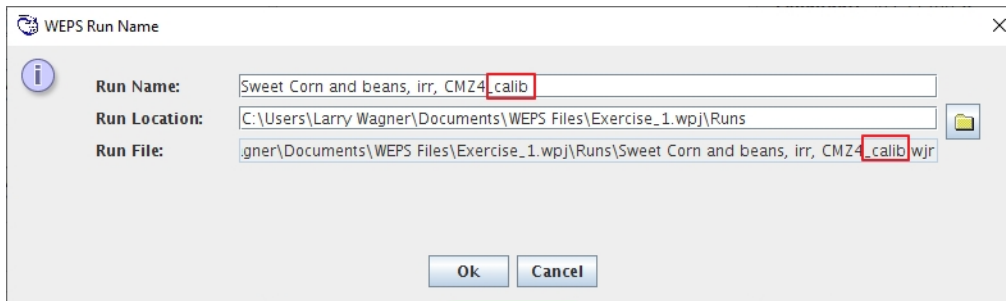 WEPS Run Name
Run Name: Sweet Corn and beans, irr, CMZ4_calib
Run Location: C:\Users\Larry Wagner\Documents\WEPS Files\Exercise_1.wpj\Runs
Run File: .gner\Documents\WEPS Files\Exercise_1.wpj\Runs\Sweet Corn and beans, irr, CMZ4_calib.wjr
Ok Cancel